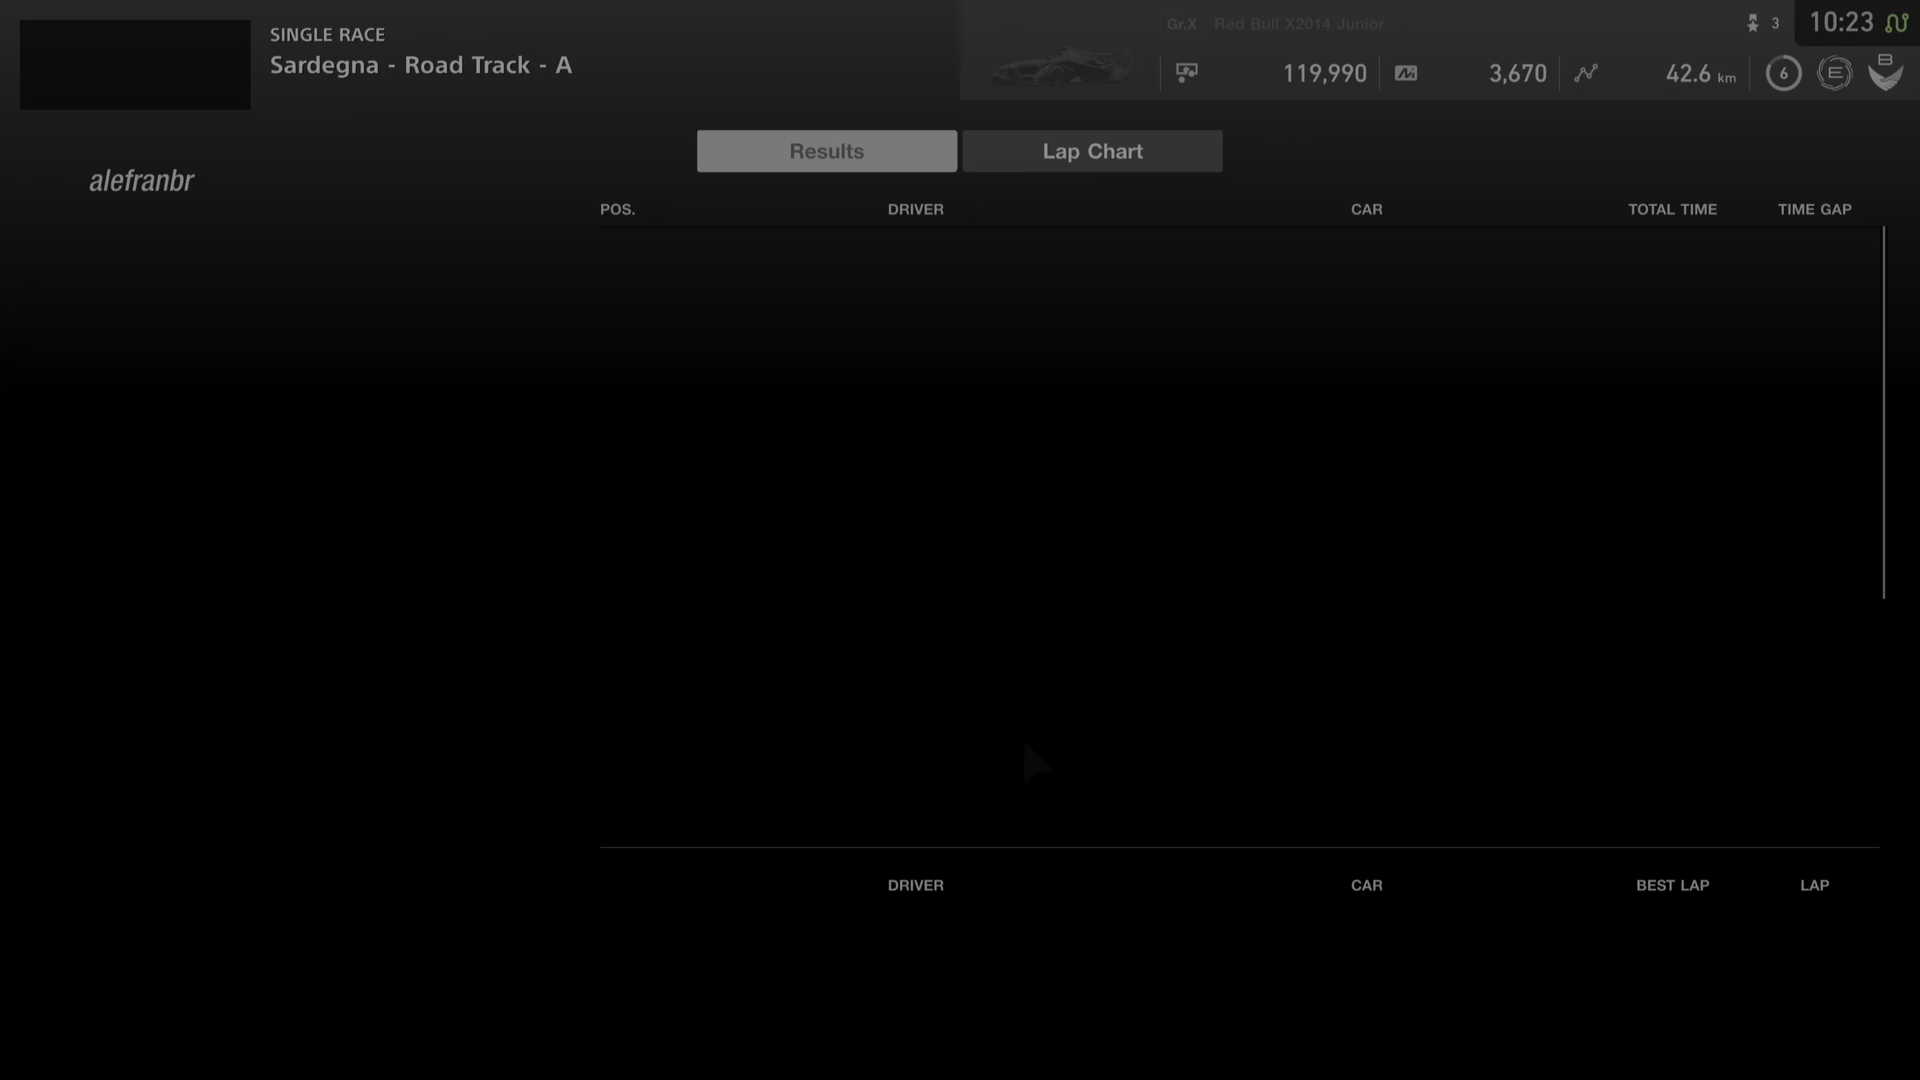 SINGLE RACE
Sardegna - Road Track - A
Gr.X Red Bull X2014 Junior
3
10:23
119,990
3,670
42.6 km
6
E
B
Results
Lap Chart
alefranbr
POS. DRIVER CAR TOTAL TIME TIME GAP
DRIVER CAR BEST LAP LAP